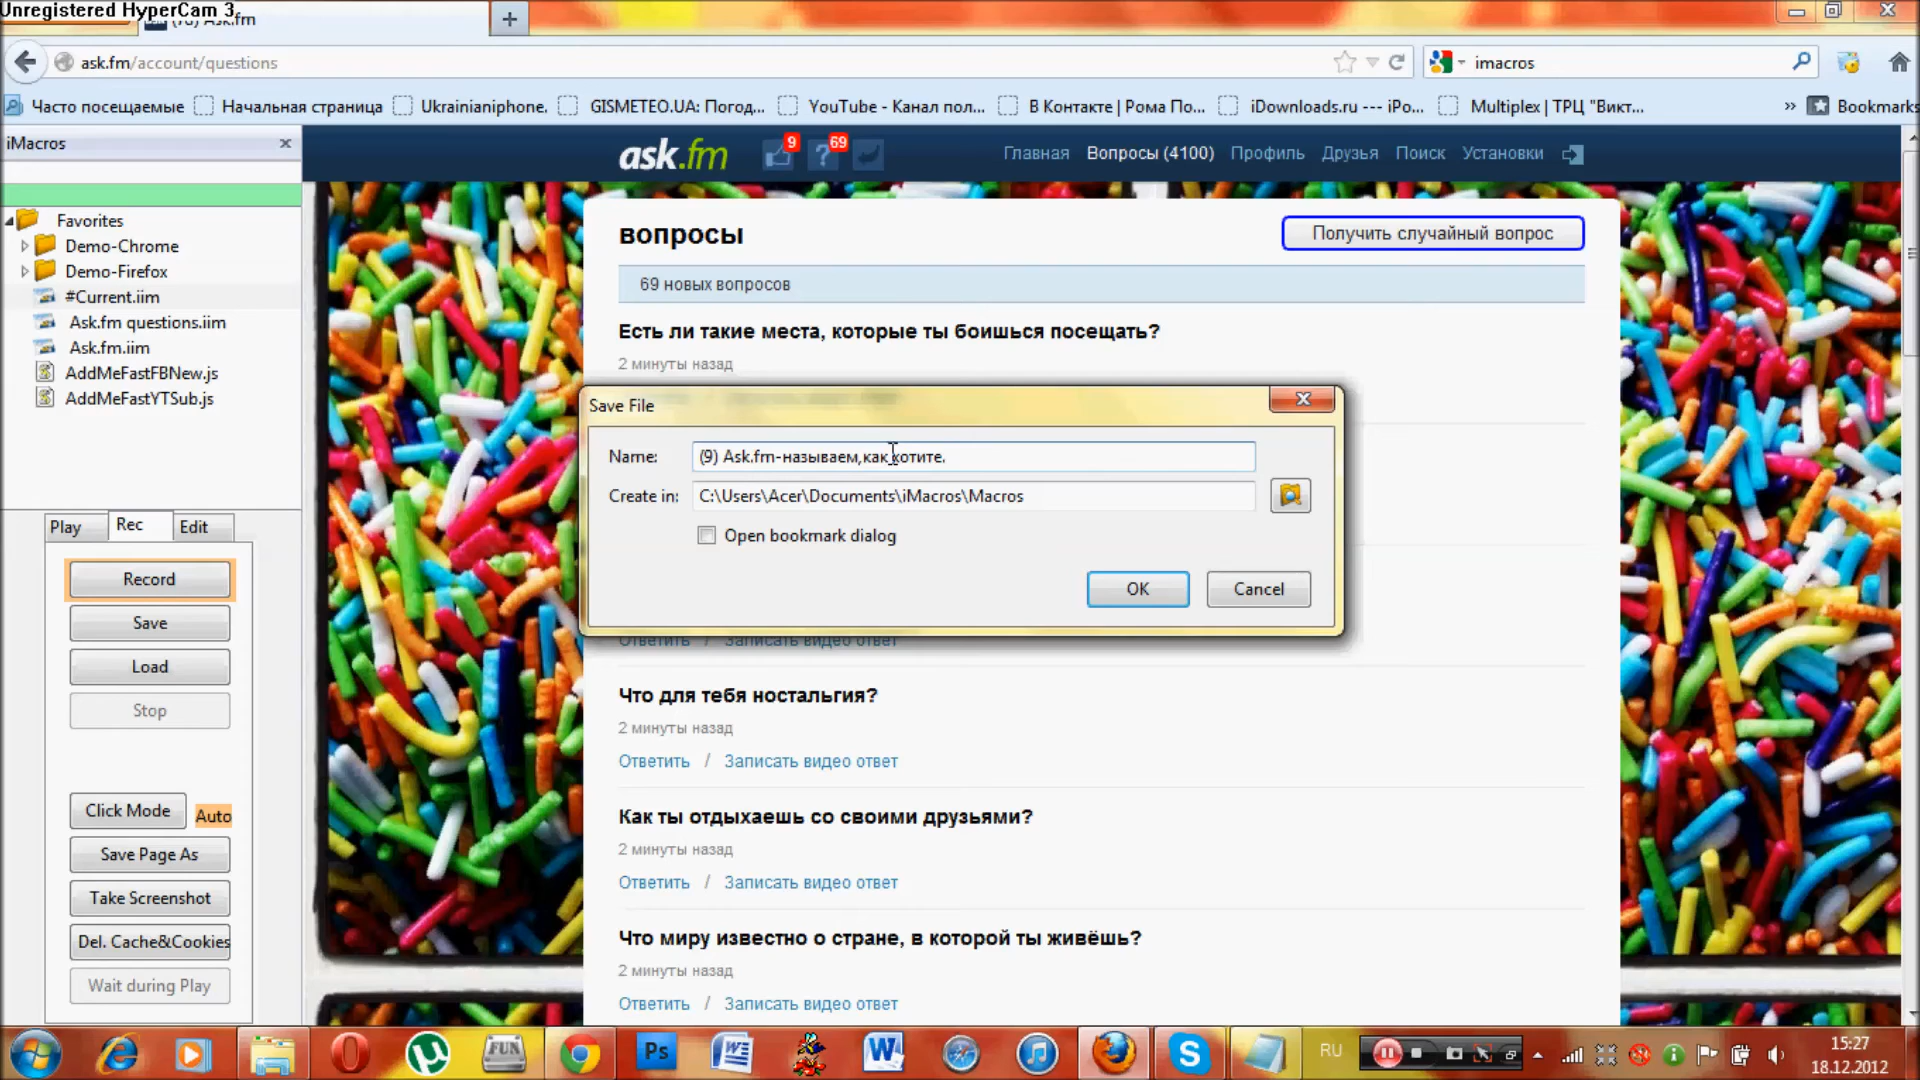 Unregistered HyperCam 3
Ask.fm
ask.fm/account/questions
imacros
Часто посещаемые
Начальная страница
Ukrainianiphone.
GISMETEO.UA: Погод...
YouTube - Канал пол...
В Контакте | Рома По...
iDownloads.ru --- iPo...
Multiplex | ТРЦ "Викт...
»
Bookmarks
iMacros
ask.fm
9
?
69
Главная
Вопросы (4100)
Профиль
Друзья
Поиск
Установки
Favorites
Demo-Chrome
Demo-Firefox
#Current.iim
Ask.fm questions.iim
Ask.fm.iim
AddMeFastFBNew.js
AddMeFastYTSub.js
вопросы
Получить случайный вопрос
69 новых вопросов
Есть ли такие места, которые ты боишься посещать?
2 минуты назад
Save File
Name:
(9) Ask.fm-называем,как хотите.
Create in:
C:\Users\Acer\Documents\iMacros\Macros
Open bookmark dialog
OK
Cancel
Ответить
Записать видео ответ
Что для тебя ностальгия?
2 минуты назад
Ответить / Записать видео ответ
Как ты отдыхаешь со своими друзьями?
2 минуты назад
Ответить / Записать видео ответ
Что миру известно о стране, в которой ты живёшь?
2 минуты назад
Ответить / Записать видео ответ
Play
Rec
Edit
Record
Save
Load
Stop
Click Mode
Auto
Save Page As
Take Screenshot
Del. Cache&Cookies
Wait during Play
FUN
Ps
RU
15:27
18.12.2012